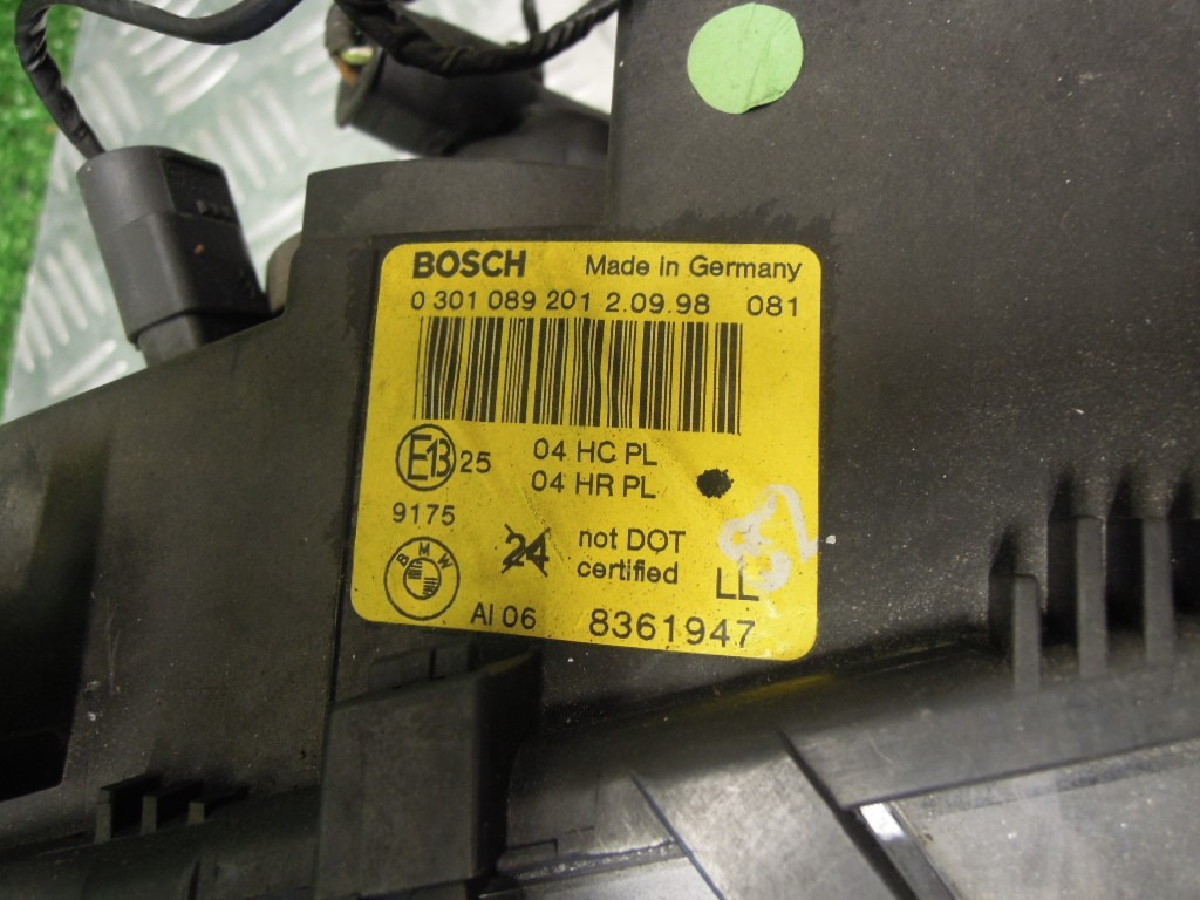 BOSCH Made in Germany
0 301 089 201 2.09.98 081
E13 25 04 HC PL
04 HR PL
9175
24 not DOT
certified LL
BMW
AI 06 8361947